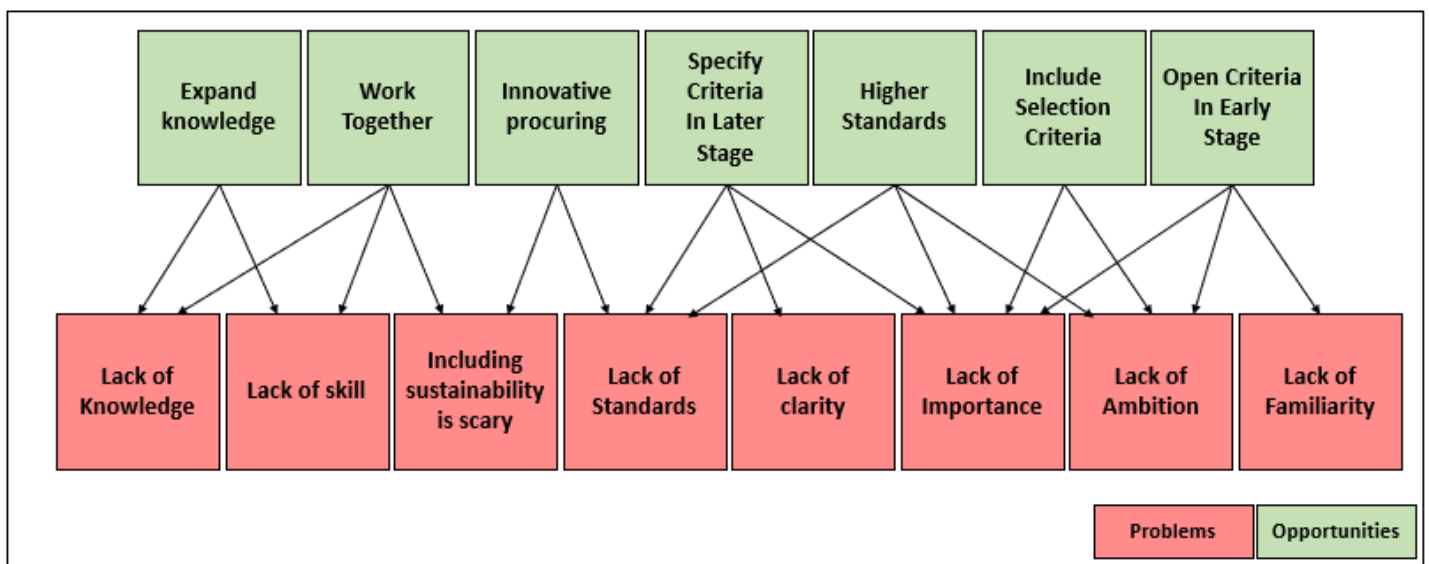 Expand
knowledge
Work
Together
Innovative
procuring
Specify
Criteria
In Later
Stage
Higher
Standards
Include
Selection
Criteria
Open Criteria
In Early
Stage
Lack of
Knowledge
Lack of skill
Including
sustainability
is scary
Lack of
Standards
Lack of
clarity
Lack of
Importance
Lack of
Ambition
Lack of
Familiarity
Problems
Opportunities